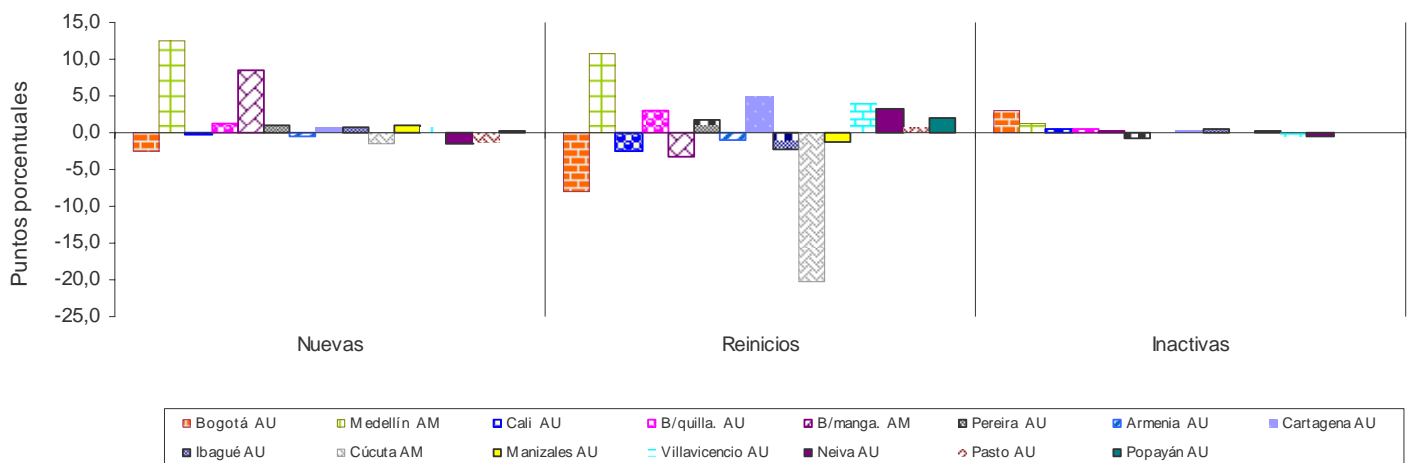 Puntos porcentuales
15,0
10,0
5,0
0,0
-5,0
-10,0
-15,0
-20,0
-25,0
Nuevas Reinicios Inactivas
Bogotá AU Medellín AM Cali AU B/quilla. AU B/manga. AM Pereira AU Armenia AU Cartagena AU
Ibagué AU Cúcuta AM Manizales AU Villavicencio AU Neiva AU Pasto AU Popayán AU